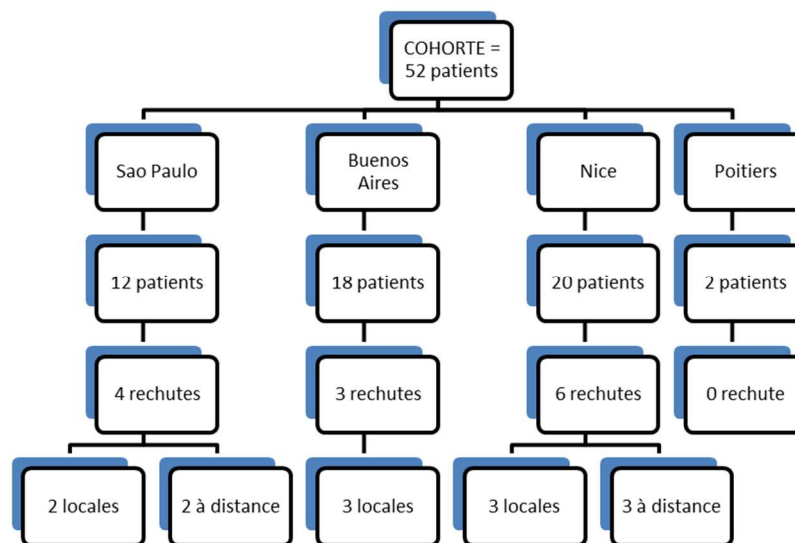 COHORTE =
52 patients
Sao Paulo
Buenos
Aires
Nice
Poitiers
12 patients
18 patients
20 patients
2 patients
4 rechutes
3 rechutes
6 rechutes
0 rechute
2 locales
2 à distance
3 locales
3 locales
3 à distance